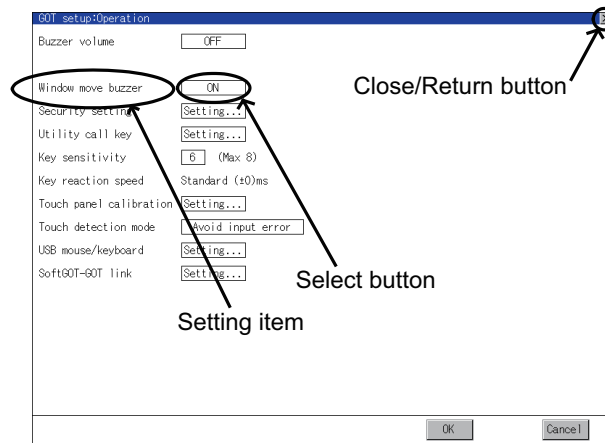 GOT setup:Operation
Buzzer volume OFF
Window move buzzer ON
Close/Return button
Security setting Setting...
Utility call key Setting...
Key sensitivity 6 (Max 8)
Key reaction speed Standard (±0)ms
Touch panel calibration Setting...
Touch detection mode Avoid input error
USB mouse/keyboard Setting...
SoftGOT-GOT link Setting...
Select button
Setting item
OK Cancel